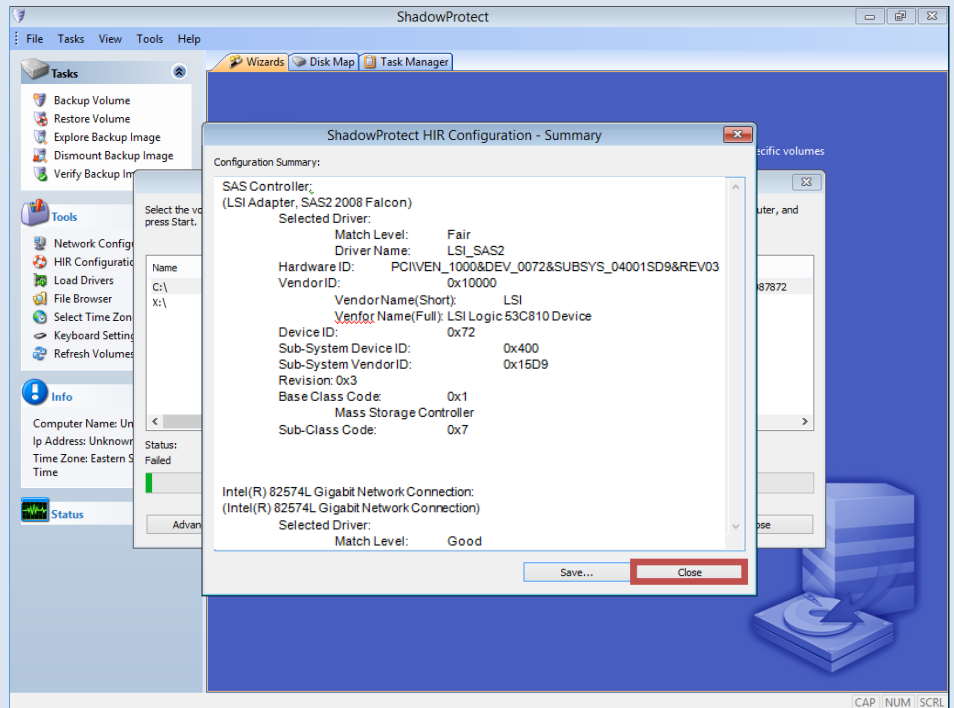 ShadowProtect
File Tasks View Tools Help
Tasks
Backup Volume
Restore Volume
Explore Backup Image
Dismount Backup Image
Verify Backup Im
Tools
Network Configu
HIR Configuratio
Load Drivers
File Browser
Select Time Zon
Keyboard Setting
Refresh Volumes
Info
Computer Name: Un
Ip Address: Unknown
Time Zone: Eastern S
Time
Status
Wizards Disk Map Task Manager
ecific volumes
Select the vo
press Start.
uter, and
Name
C:\
X:\
87872
Status:
Failed
Advan
ose
ShadowProtect HIR Configuration - Summary
Configuration Summary:
SAS Controller:
(LSI Adapter, SAS2 2008 Falcon)
Selected Driver:
Match Level: Fair
Driver Name: LSI_SAS2
Hardware ID: PCI\VEN_1000&DEV_0072&SUBSYS_04001SD9&REV03
Vendor ID: 0x10000
Vendor Name(Short): LSI
Venfor Name(Full): LSI Logic 53C810 Device
Device ID: 0x72
Sub-System Device ID: 0x400
Sub-System Vendor ID: 0x15D9
Revision: 0x3
Base Class Code: 0x1
Mass Storage Controller
Sub-Class Code: 0x7
Intel(R) 82574L Gigabit Network Connection:
(Intel(R) 82574L Gigabit Network Connection)
Selected Driver:
Match Level: Good
Save... Close
CAP NUM SCRL